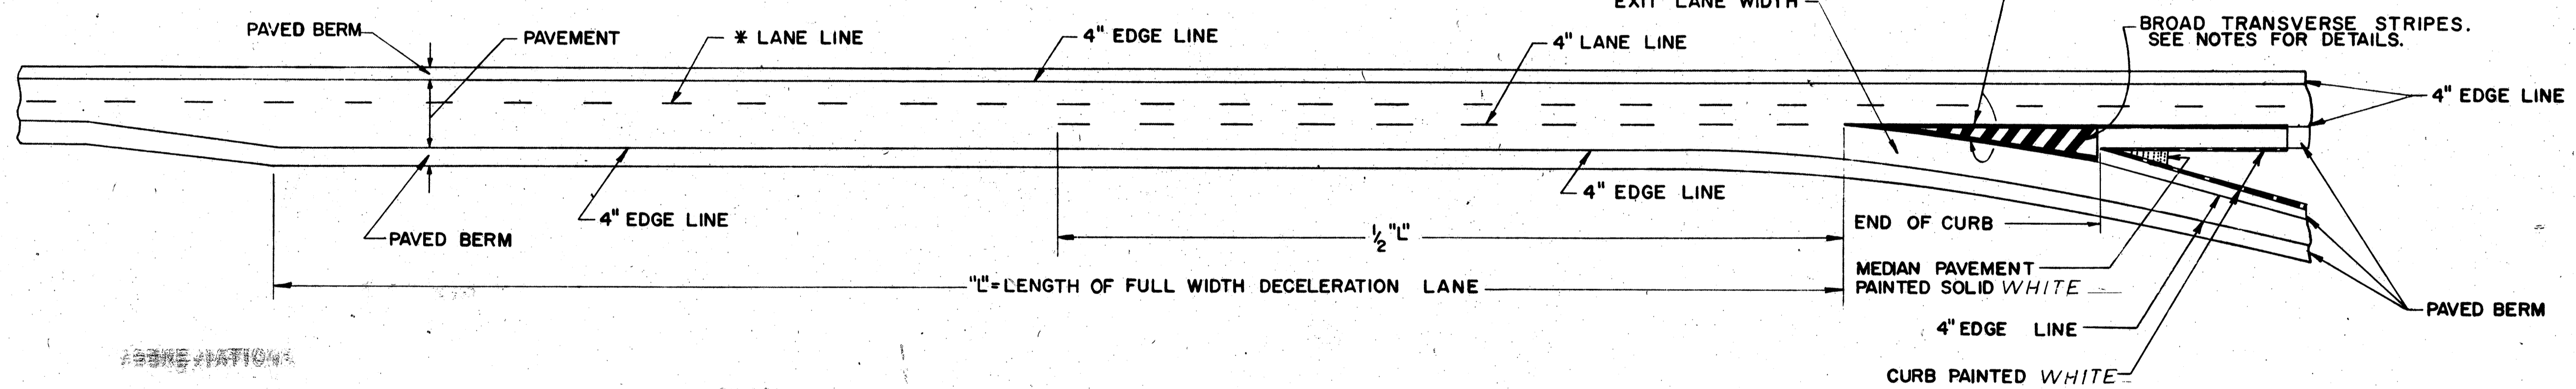 EXIT LANE WIDTH
BROAD TRANSVERSE STRIPES.
SEE NOTES FOR DETAILS.
PAVED BERM
PAVEMENT
* LANE LINE
4" EDGE LINE
4" LANE LINE
4" EDGE LINE
4" EDGE LINE
4" EDGE LINE
PAVED BERM
END OF CURB
½ "L"
MEDIAN PAVEMENT
PAINTED SOLID WHITE
"L"=LENGTH OF FULL WIDTH DECELERATION LANE
PAVED BERM
4" EDGE LINE
CURB PAINTED WHITE